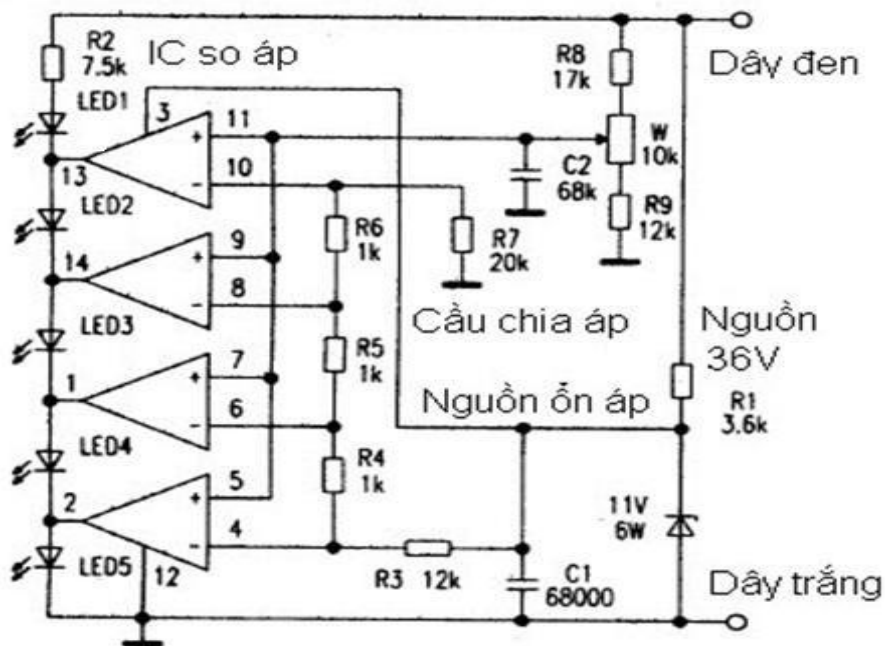 R2
7.5k
IC so áp
LED1
3
11
10
13
LED2
R8
17k
Dây đen
W
10k
C2
68k
R9
12k
R6
1k
R7
20k
9
8
14
LED3
Cầu chia áp
Nguồn
36V
R5
1k
7
6
1
LED4
Nguồn ổn áp
R1
3.6k
R4
1k
5
4
2
LED5
12
R3 12k
C1
68000
11V
6W
Dây trắng
+
-
+
-
+
-
+
-